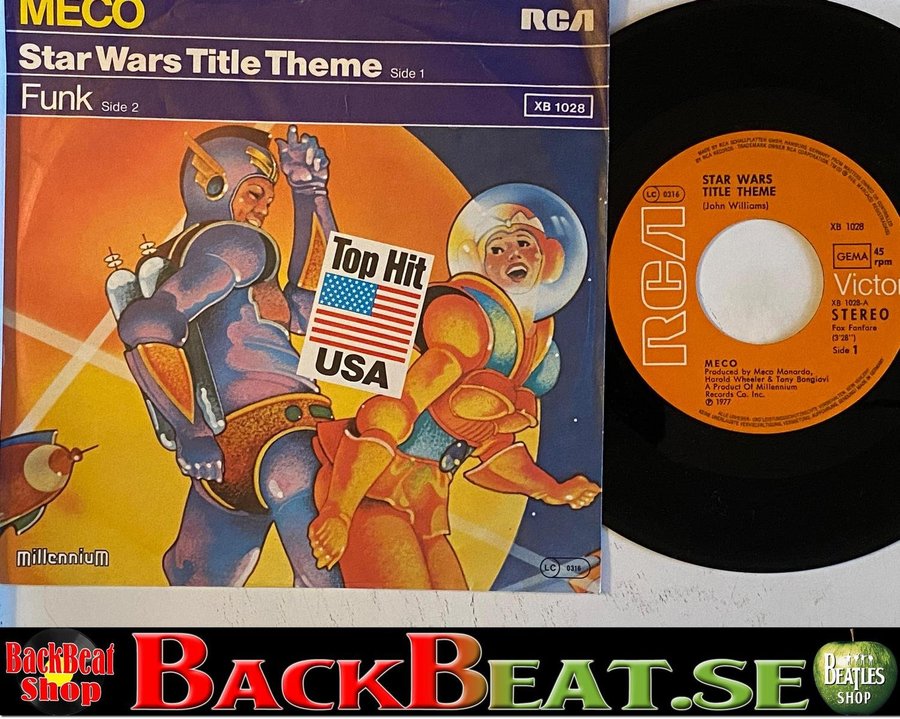 MECO
RCA
Star Wars Title Theme Side 1
Funk Side 2
XB 1028
Top Hit
USA
millennium
LC 0316
STAR WARS
TITLE THEME
(John Williams)
LC 0316
XB 1028
GEMA 45
rpm
RCA
Victor
XB 1028-A
STEREO
Fox Fanfare
(3'28")
Side 1
MECO
Produced by Meco Monardo,
Harold Wheeler & Tony Bongiovi
A Product Of Millennium
Records Co. Inc.
℗ 1977
BackBeat
Shop
BACKBEAT.SE
BEATLES
SHOP